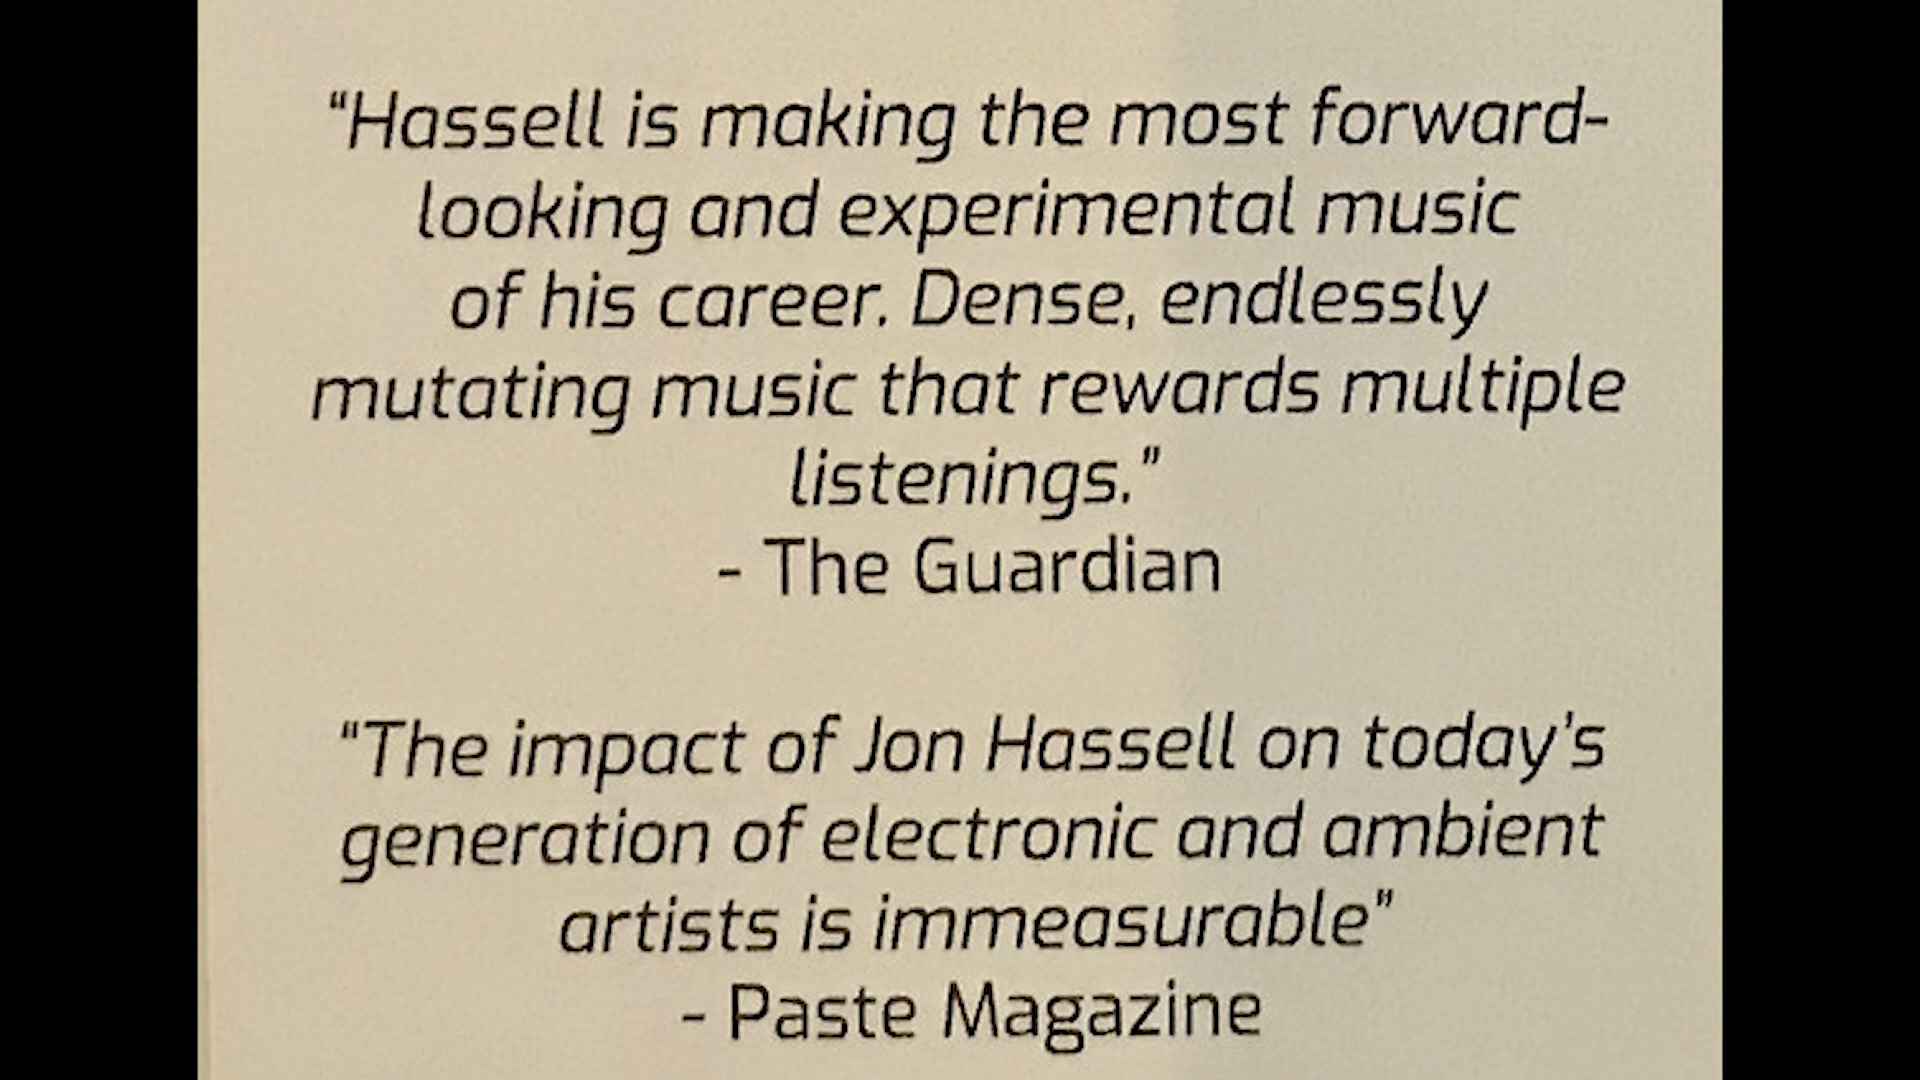 “Hassell is making the most forward-
looking and experimental music
of his career. Dense, endlessly
mutating music that rewards multiple
listenings.”
- The Guardian
“The impact of Jon Hassell on today’s
generation of electronic and ambient
artists is immeasurable”
- Paste Magazine